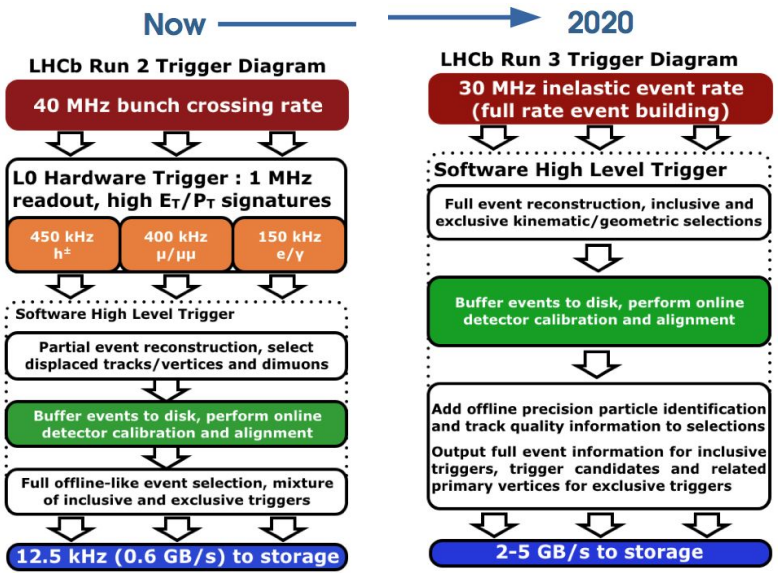 Now
2020
LHCb Run 2 Trigger Diagram
40 MHz bunch crossing rate
L0 Hardware Trigger : 1 MHz
readout, high ET/PT signatures
450 kHz
h±
400 kHz
μ/μμ
150 kHz
e/γ
Software High Level Trigger
Partial event reconstruction, select
displaced tracks/vertices and dimuons
Buffer events to disk, perform online
detector calibration and alignment
Full offline-like event selection, mixture
of inclusive and exclusive triggers
12.5 kHz (0.6 GB/s) to storage
LHCb Run 3 Trigger Diagram
30 MHz inelastic event rate
(full rate event building)
Software High Level Trigger
Full event reconstruction, inclusive and
exclusive kinematic/geometric selections
Buffer events to disk, perform online
detector calibration and alignment
Add offline precision particle identification
and track quality information to selections
Output full event information for inclusive
triggers, trigger candidates and related
primary vertices for exclusive triggers
2-5 GB/s to storage